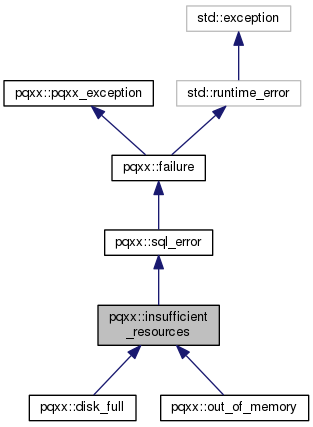 std::exception
pqxx::pqxx_exception
std::runtime_error
pqxx::failure
pqxx::sql_error
pqxx::insufficient
_resources
pqxx::disk_full
pqxx::out_of_memory